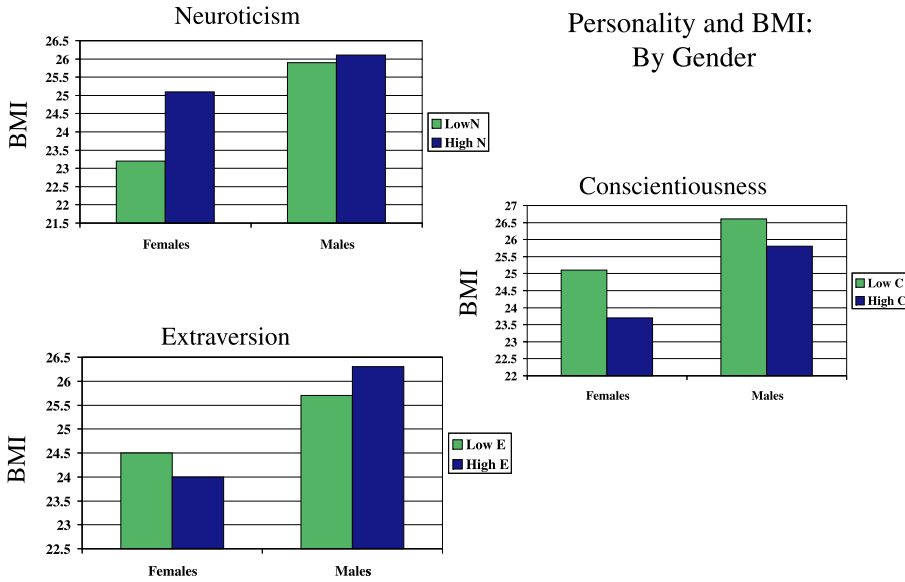 Personality and BMI:
By Gender
Neuroticism
BMI
26.5
26
25.5
25
24.5
24
23.5
23
22.5
22
21.5
Females
Males
LowN
High N
Conscientiousness
BMI
27
26.5
26
25.5
25
24.5
24
23.5
23
22.5
22
Females
Males
Low C
High C
Extraversion
BMI
26.5
26
25.5
25
24.5
24
23.5
23
22.5
Females
Males
Low E
High E